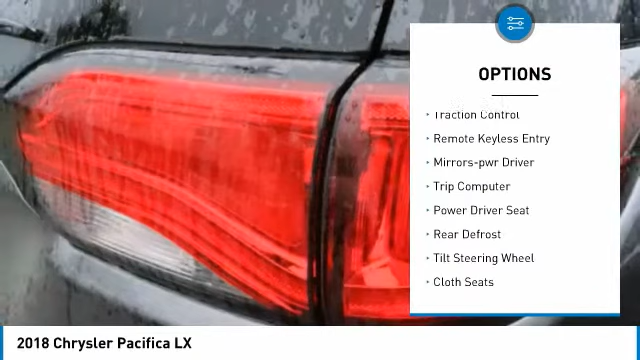 OPTIONS
Traction Control
Remote Keyless Entry
Mirrors-pwr Driver
Trip Computer
Power Driver Seat
Rear Defrost
Tilt Steering Wheel
Cloth Seats
2018 Chrysler Pacifica LX